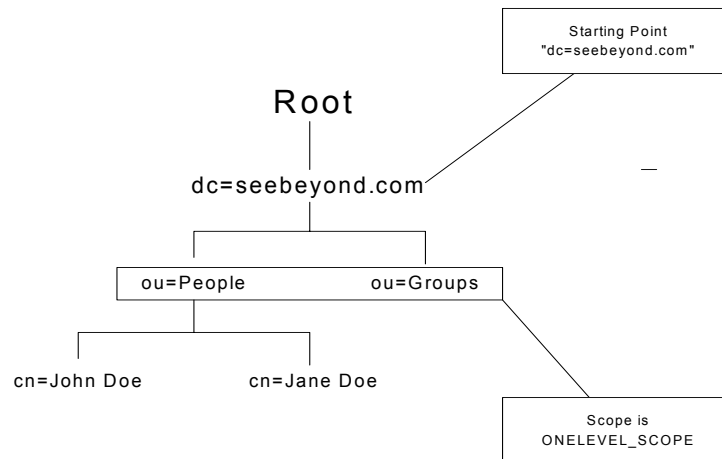 Starting Point
"dc=seebeyond.com"
Root
dc=seebeyond.com
ou=People ou=Groups
cn=John Doe cn=Jane Doe
Scope is
ONELEVEL_SCOPE